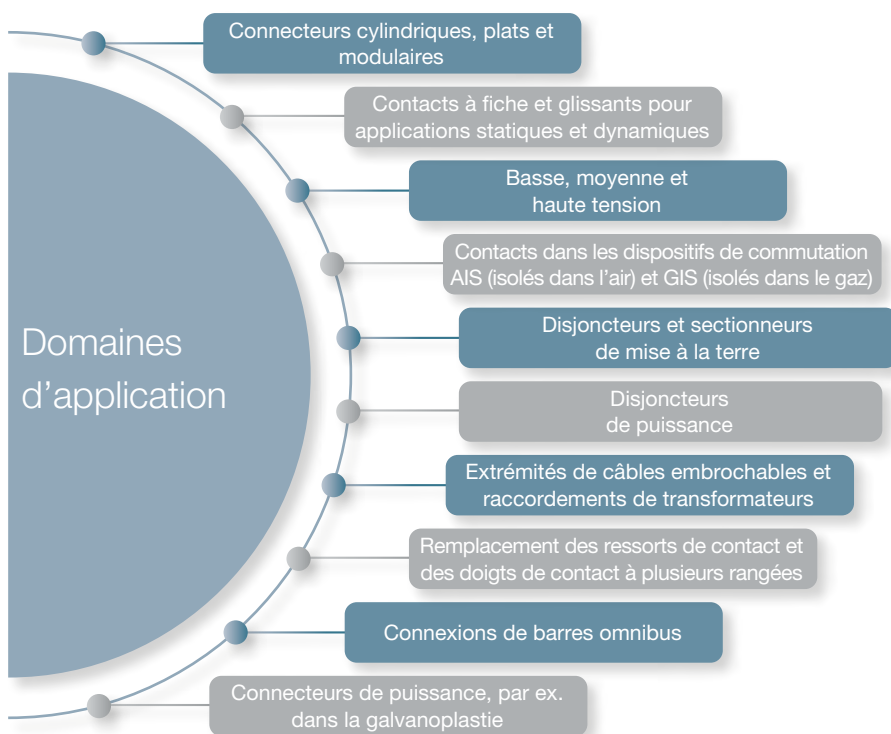 Connecteurs cylindriques, plats et
modulaires
Contacts à fiche et glissants pour
applications statiques et dynamiques
Basse, moyenne et
haute tension
Contacts dans les dispositifs de commutation
AIS (isolés dans l'air) et GIS (isolés dans le gaz)
Domaines
d'application
Disjoncteurs et sectionneurs
de mise à la terre
Disjoncteurs
de puissance
Extrémités de câbles embrochables et
raccordements de transformateurs
Remplacement des ressorts de contact et
des doigts de contact à plusieurs rangées
Connexions de barres omnibus
Connecteurs de puissance, par ex.
dans la galvanoplastie